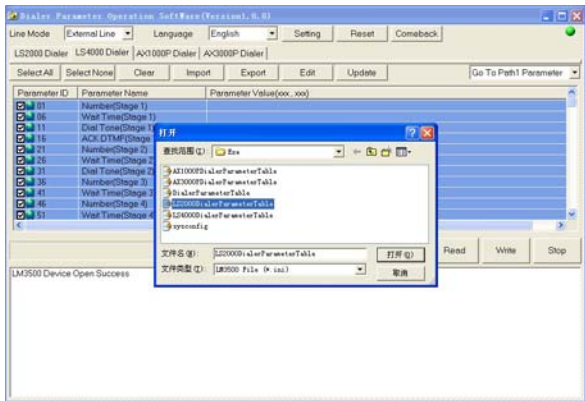 Dialer Parameter Operation SoftWare(Version1.0.0)
Line Mode External Line Language English Setting Reset Comeback
LS2000 Dialer LS4000 Dialer AX1000P Dialer AX3000P Dialer
Select All Select None Clear Import Export Edit Update Go To Path1 Parameter
Parameter ID Parameter Name Parameter Value(xxx, xxx)
01 Number(Stage 1)
06 Wait Time(Stage 1)
11 Dial Tone(Stage 1)
16 ACK DTMF(Stage
21 Number(Stage 2)
26 Wait Time(Stage 2
31 Dial Tone(Stage 2)
36 Number(Stage 3)
41 Wait Time(Stage 3
46 Number(Stage 4)
51 Wait Time(Stage 4
打开
查找范围(I): Exe
AX1000PDialerParameterTable
AX3000PDialerParameterTable
DialerParameterTable
LS2000DialerParameterTable
LS4000DialerParameterTable
sysconfig
文件名(N): LS2000DialerParameterTable 打开(O)
文件类型(T): LM3500 File (*.ini) 取消
Read Write Stop
LM3500 Device Open Success